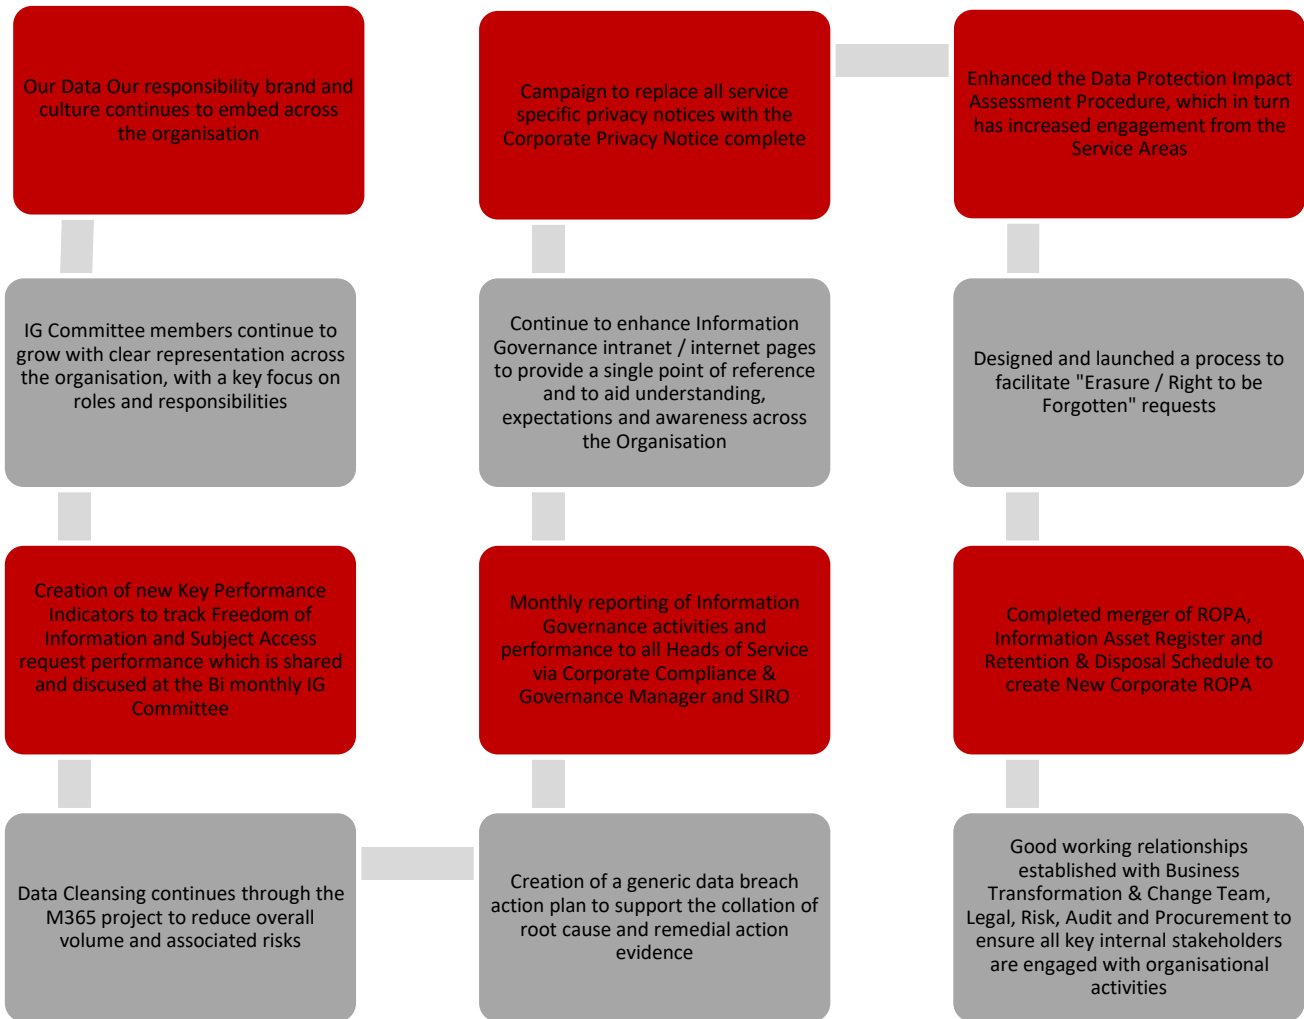 Our Data Our responsibility brand and
culture continues to embed across
the organisation
IG Committee members continue to
grow with clear representation across
the organisation, with a key focus on
roles and responsibilities
Creation of new Key Performance
Indicators to track Freedom of
Information and Subject Access
request performance which is shared
and discused at the Bi monthly IG
Committee
Data Cleansing continues through the
M365 project to reduce overall
volume and associated risks
Creation of a generic data breach
action plan to support the collation of
root cause and remedial action
evidence
Monthly reporting of Information
Governance activities and
performance to all Heads of Service
via Corporate Compliance &
Governance Manager and SIRO
Continue to enhance Information
Governance intranet / internet pages
to provide a single point of reference
and to aid understanding,
expectations and awareness across
the Organisation
Campaign to replace all service
specific privacy notices with the
Corporate Privacy Notice complete
Enhanced the Data Protection Impact
Assessment Procedure, which in turn
has increased engagement from the
Service Areas
Designed and launched a process to
facilitate "Erasure / Right to be
Forgotten" requests
Completed merger of ROPA,
Information Asset Register and
Retention & Disposal Schedule to
create New Corporate ROPA
Good working relationships
established with Business
Transformation & Change Team,
Legal, Risk, Audit and Procurement to
ensure all key internal stakeholders
are engaged with organisational
activities